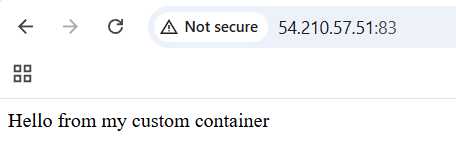 Not secure 54.210.57.51:83
Hello from my custom container